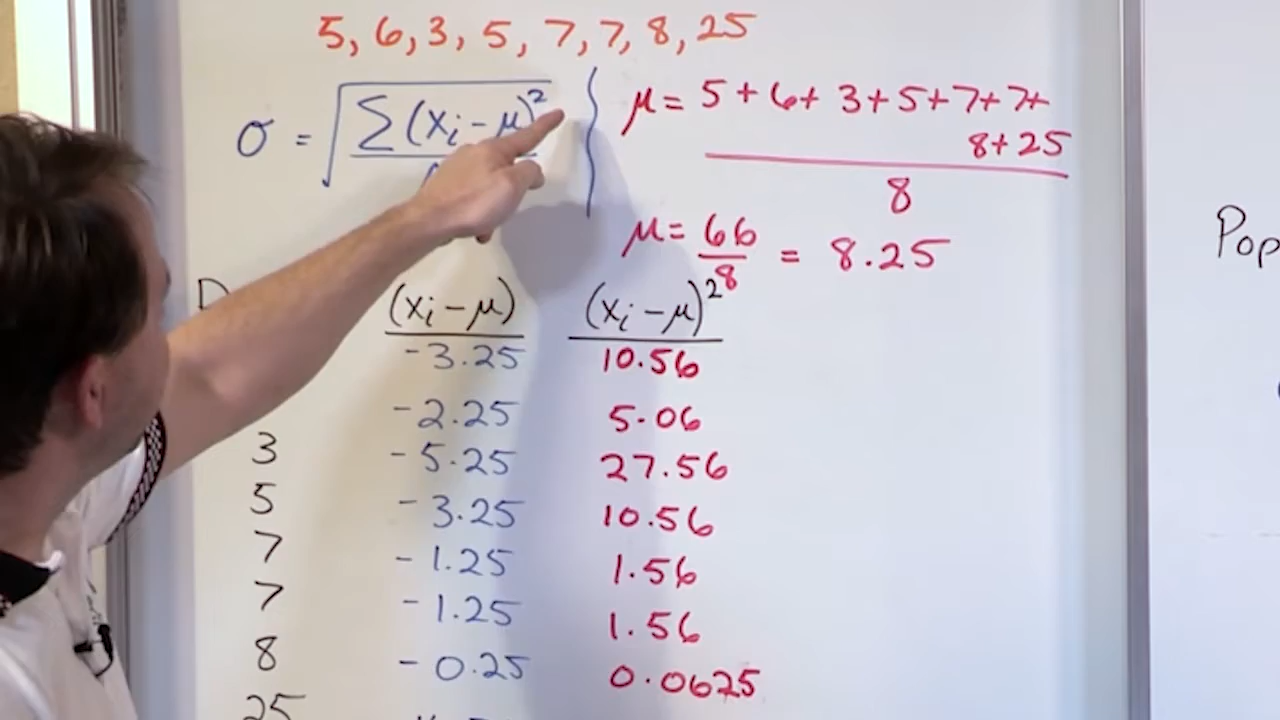 5, 6, 3, 5, 7, 7, 8, 25
σ = √ Σ (xᵢ - μ)²
μ = 5 + 6 + 3 + 5 + 7 + 7 +
8 + 25
8
μ = 66/8 = 8.25
Pop
(xᵢ - μ) (xᵢ - μ)²
-3.25 10.56
-2.25 5.06
3 -5.25 27.56
5 -3.25 10.56
7 -1.25 1.56
7 -1.25 1.56
8 -0.25 0.0625
25